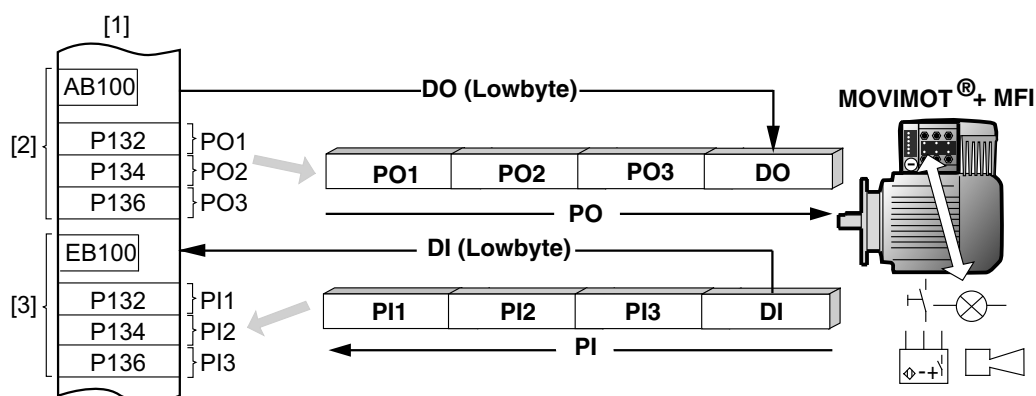 [1]
AB100
DO (Lowbyte)
MOVIMOT ® + MFI
[2]
P132
PO1
P134
PO2
P136
PO3
PO1 PO2 PO3 DO
PO
EB100
DI (Lowbyte)
[3]
P132
PI1
P134
PI2
P136
PI3
PI1 PI2 PI3 DI
PI